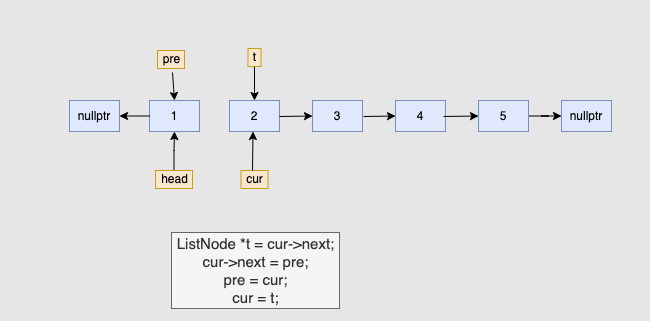 pre
t
nullptr
1
2
3
4
5
nullptr
head
cur
ListNode *t = cur->next;
cur->next = pre;
pre = cur;
cur = t;